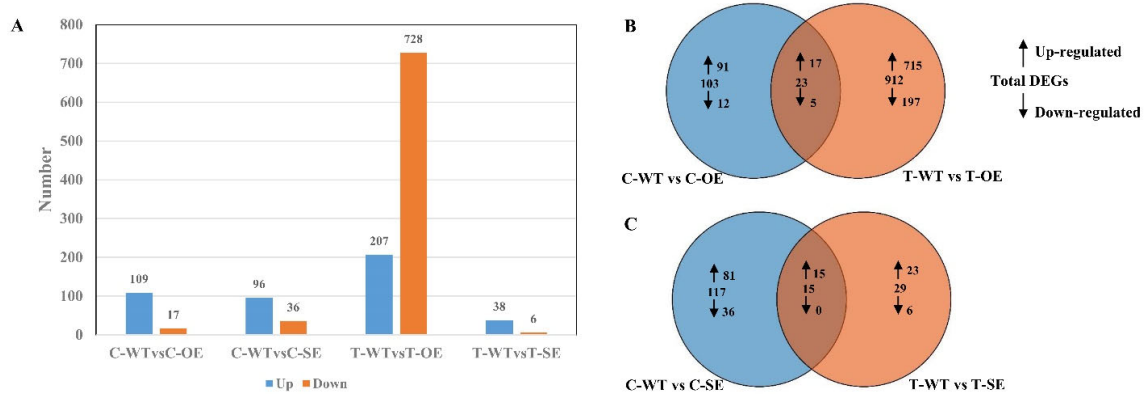 A
800
700
600
500
400
300
200
100
0
Number
109
17
96
36
207
728
38
6
C-WTvsC-OE
C-WTvsC-SE
T-WTvsT-OE
T-WTvsT-SE
Up
Down
B
91
103
12
17
23
5
715
912
197
C-WT vs C-OE
T-WT vs T-OE
Up-regulated
Total DEGs
Down-regulated
C
81
117
36
15
15
0
23
29
6
C-WT vs C-SE
T-WT vs T-SE